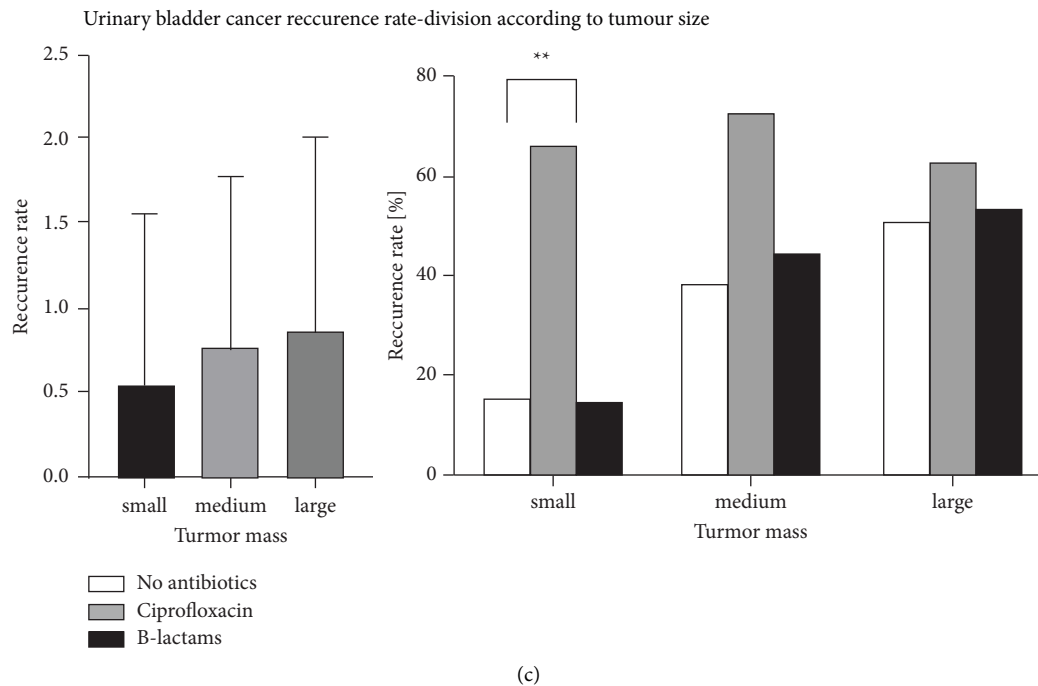 Urinary bladder cancer reccurence rate-division according to tumour size
2.5
2.0
1.5
1.0
0.5
0.0
Reccurence rate
small medium large
Turmor mass
**
80
60
40
20
0
Reccurence rate [%]
small medium large
Turmor mass
No antibiotics
Ciprofloxacin
B-lactams
(c)